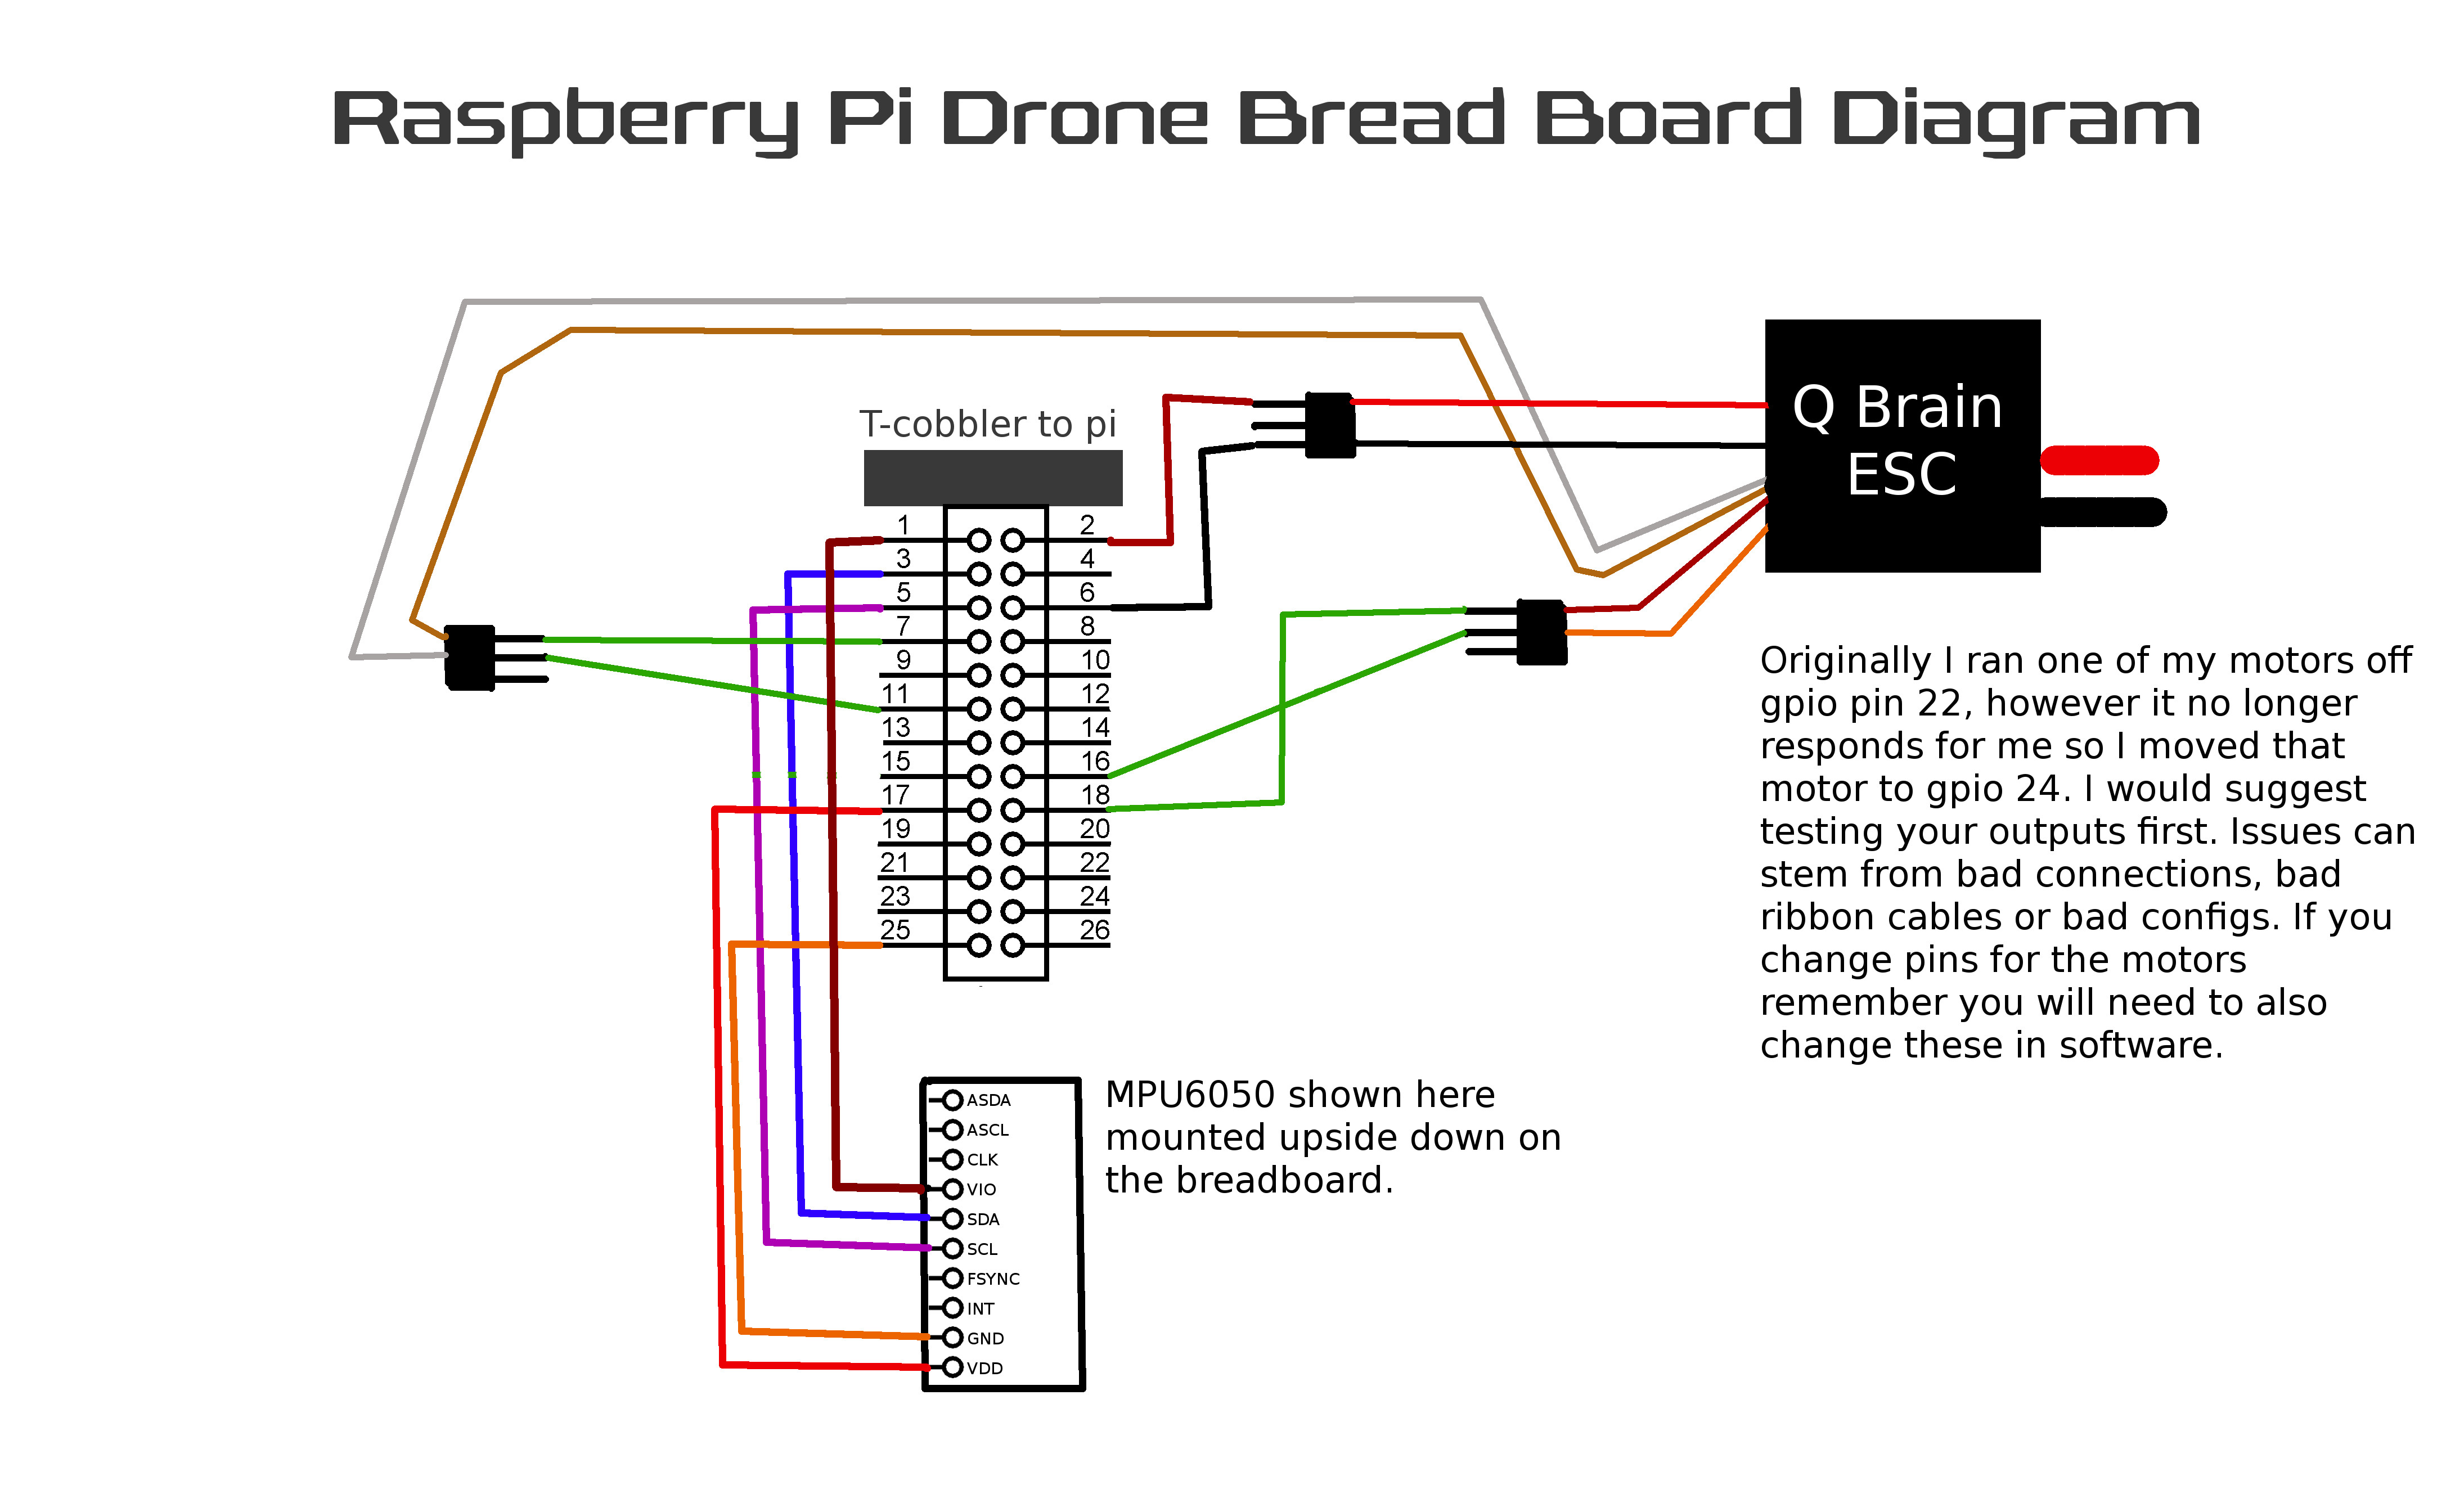 Raspberry Pi Drone Bread Board Diagram
T-cobbler to pi
Q Brain
ESC
1 2
3 4
5 6
7 8
9 10
11 12
13 14
15 16
17 18
19 20
21 22
23 24
25 26
Originally I ran one of my motors off
gpio pin 22, however it no longer
responds for me so I moved that
motor to gpio 24. I would suggest
testing your outputs first. Issues can
stem from bad connections, bad
ribbon cables or bad configs. If you
change pins for the motors
remember you will need to also
change these in software.
ASDA
ASCL
CLK
VIO
SDA
SCL
FSYNC
INT
GND
VDD
MPU6050 shown here
mounted upside down on
the breadboard.